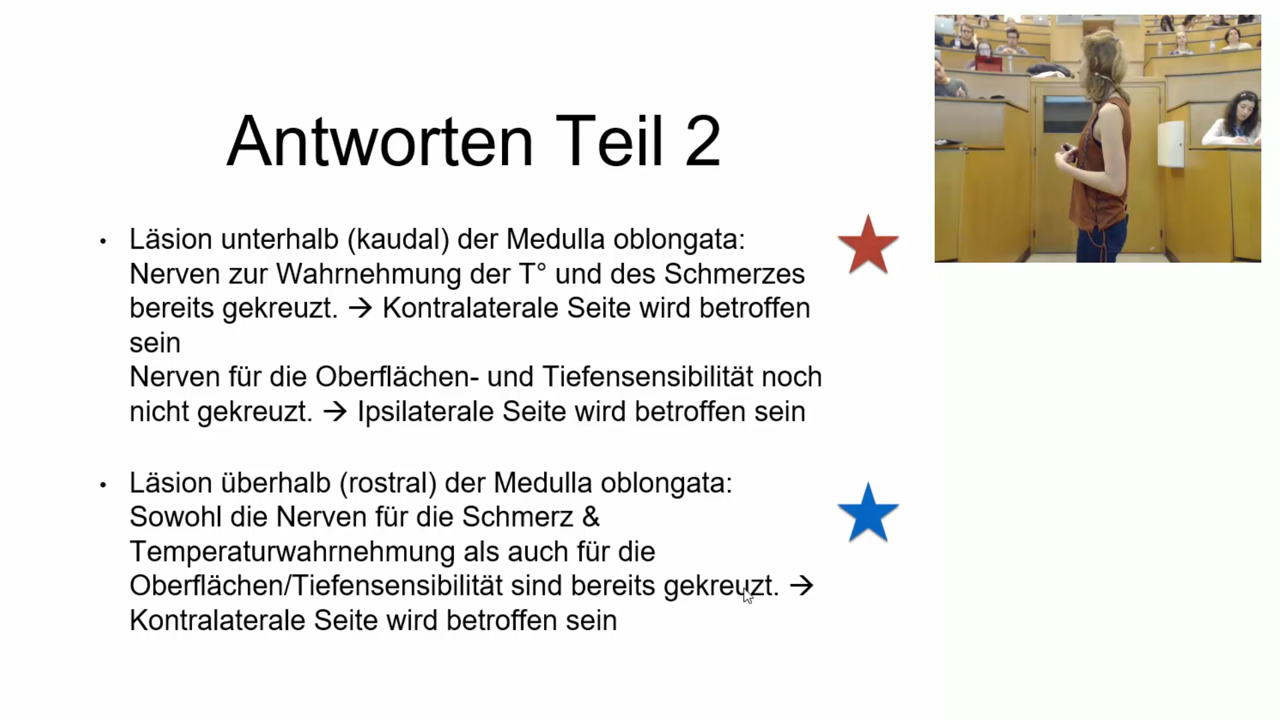 Antworten Teil 2
• Läsion unterhalb (kaudal) der Medulla oblongata:
Nerven zur Wahrnehmung der T° und des Schmerzes
bereits gekreuzt. → Kontralaterale Seite wird betroffen
sein
Nerven für die Oberflächen- und Tiefensensibilität noch
nicht gekreuzt. → Ipsilaterale Seite wird betroffen sein
• Läsion überhalb (rostral) der Medulla oblongata:
Sowohl die Nerven für die Schmerz &
Temperaturwahrnehmung als auch für die
Oberflächen/Tiefensensibilität sind bereits gekreuzt. →
Kontralaterale Seite wird betroffen sein